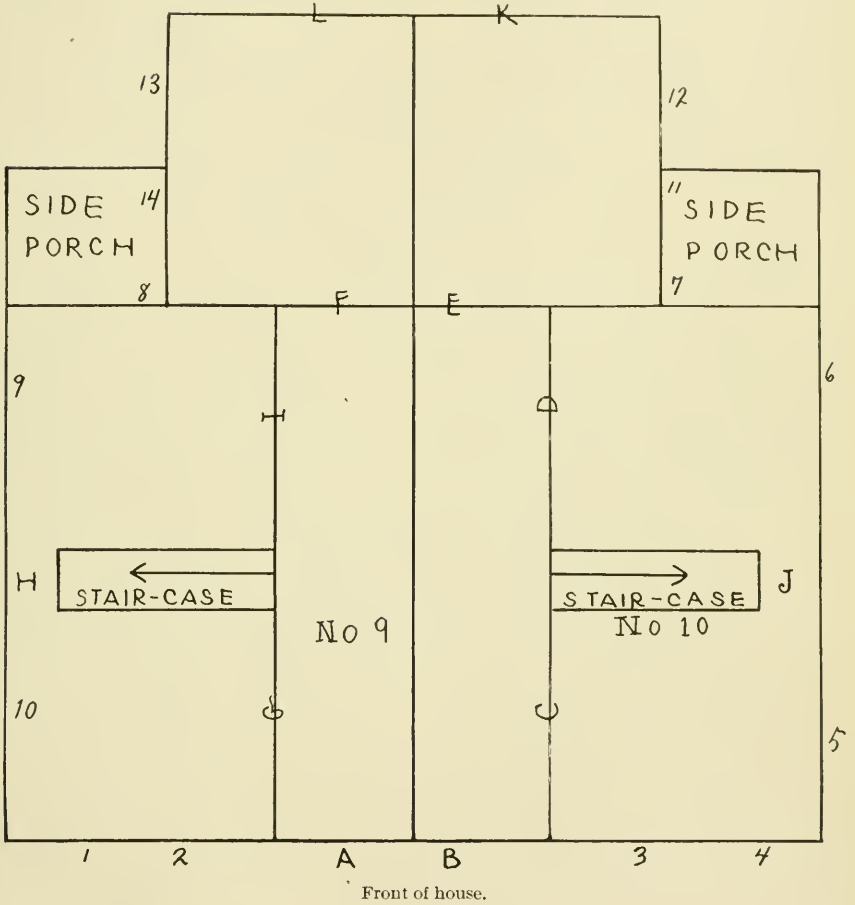 L K
13 12
14 11
SIDE PORCH
SIDE PORCH
8 7
F E
9 6
I D
H J
STAIR-CASE STAIR-CASE
No 9 No 10
10 5
G C
1 2 A B 3 4
Front of house.